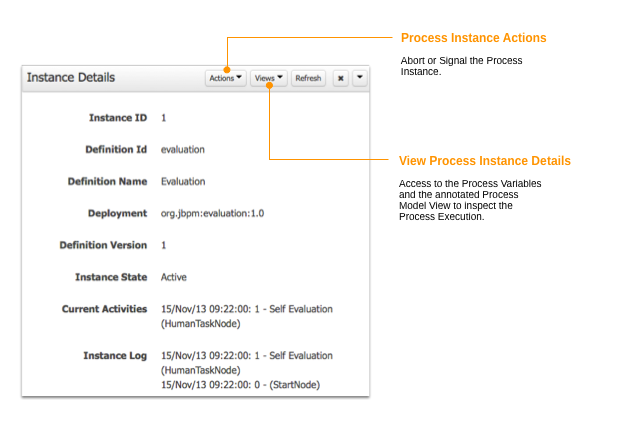 Process Instance Actions
Abort or Signal the Process
Instance.
Instance Details
Actions Views Refresh
Instance ID 1
Definition Id evaluation
Definition Name Evaluation
Deployment org.jbpm:evaluation:1.0
Definition Version 1
Instance State Active
Current Activities 15/Nov/13 09:22:00: 1 - Self Evaluation
(HumanTaskNode)
Instance Log 15/Nov/13 09:22:00: 1 - Self Evaluation
(HumanTaskNode)
15/Nov/13 09:22:00: 0 - (StartNode)
View Process Instance Details
Access to the Process Variables
and the annotated Process
Model View to inspect the
Process Execution.